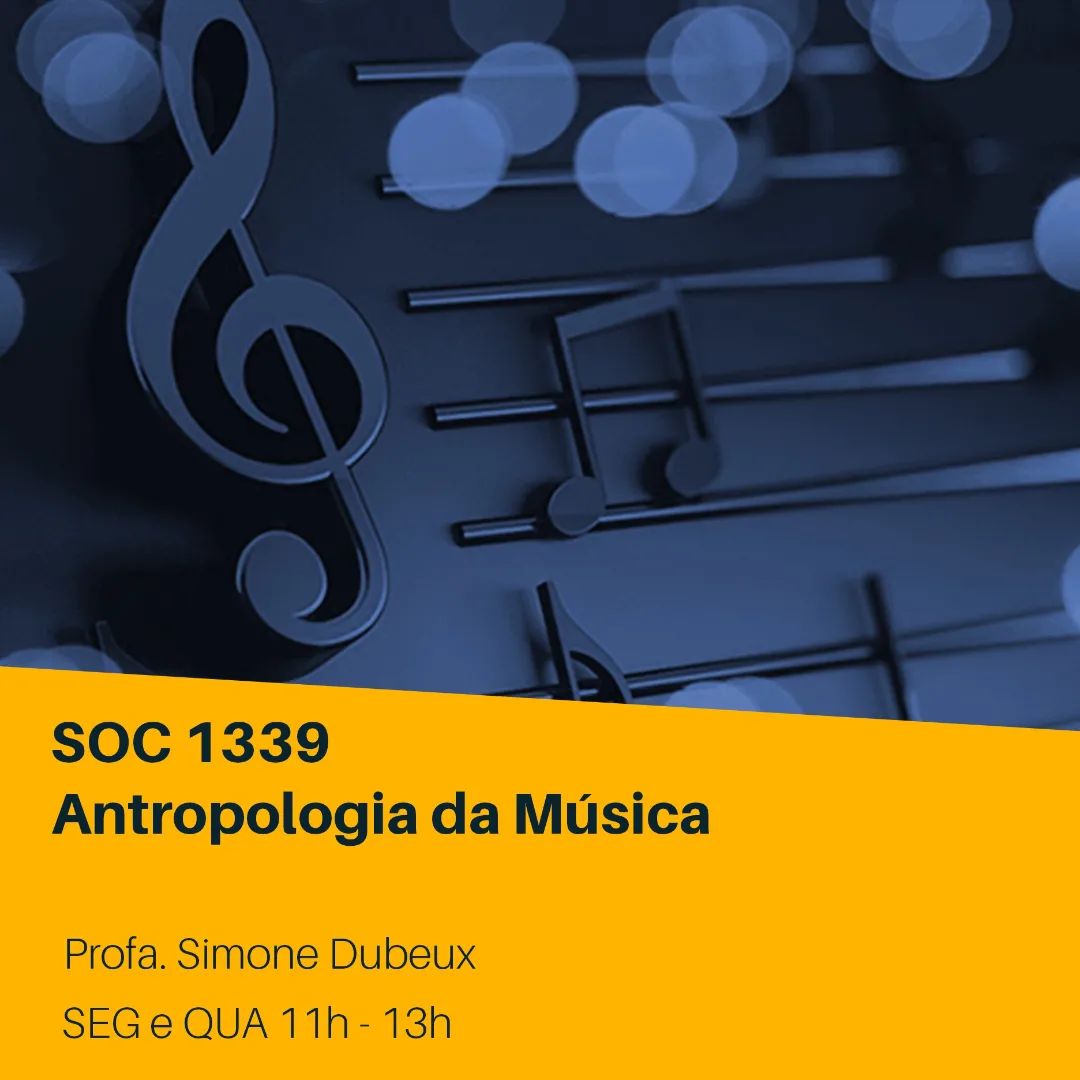 SOC 1339
Antropologia da Música
Profa. Simone Dubeux
SEG e QUA 11h - 13h